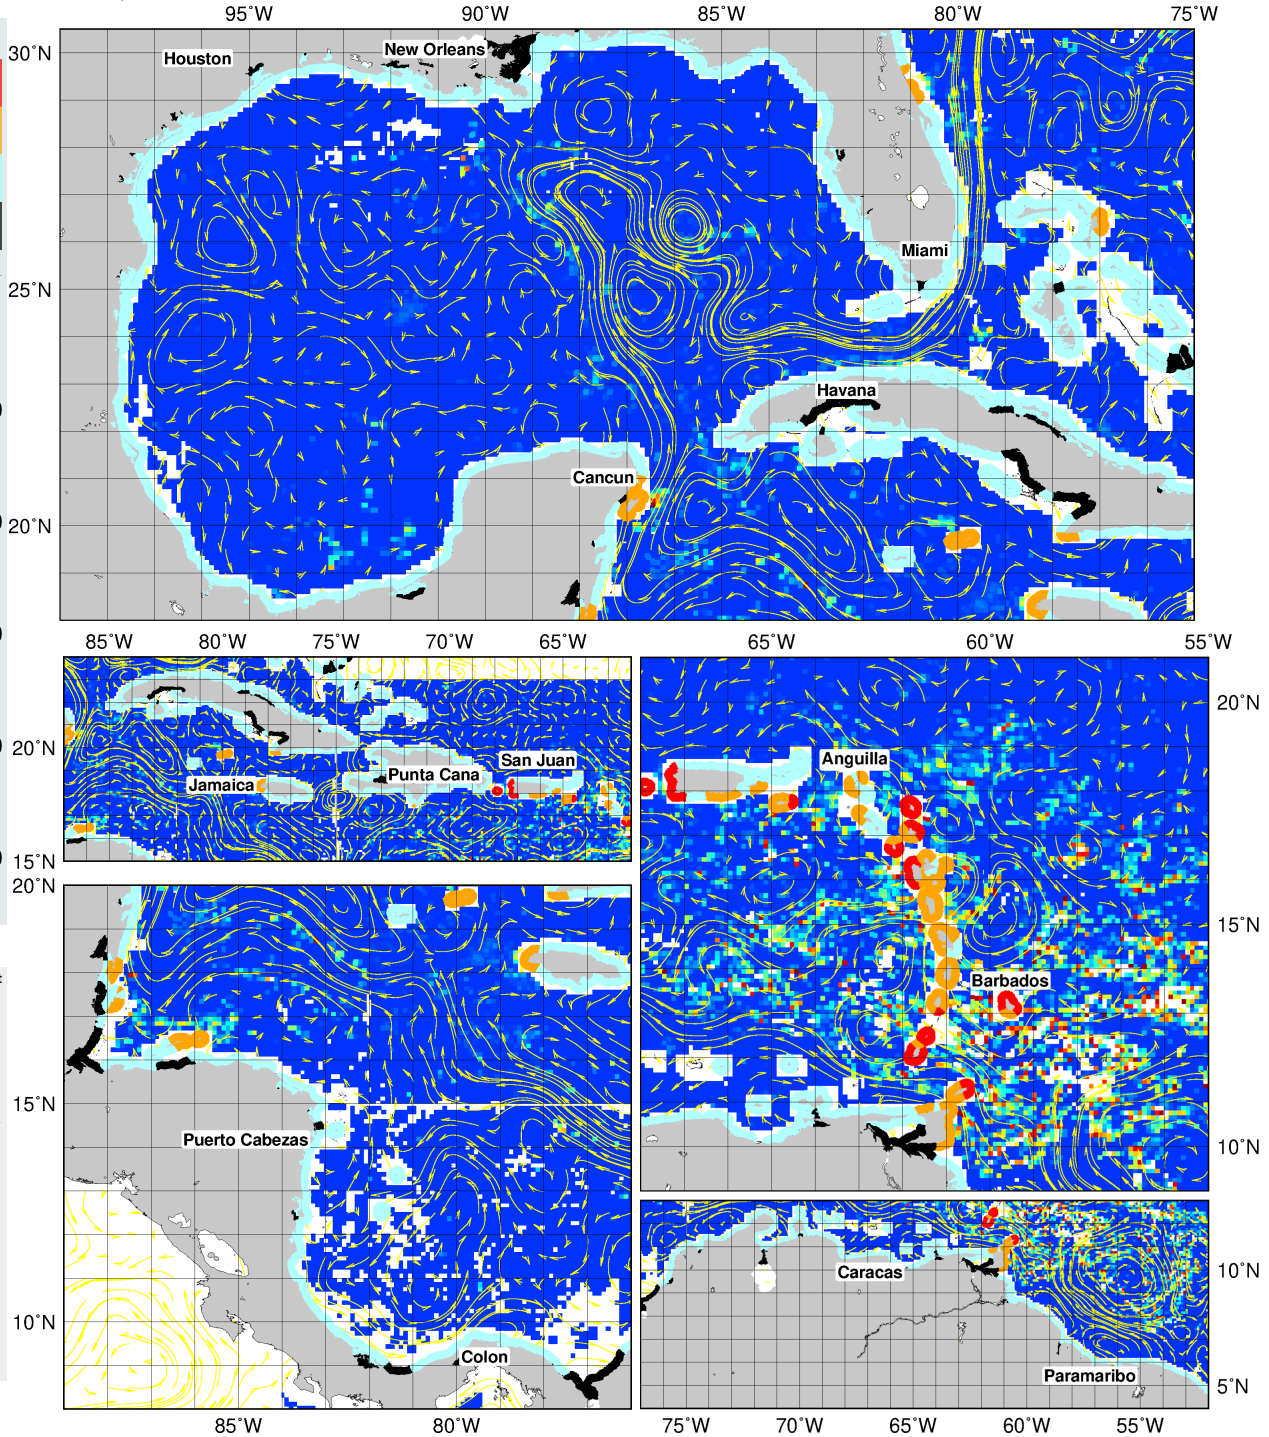 95°W 90°W 85°W 80°W 75°W
30°N
Houston
New Orleans
Miami
25°N
Havana
Cancun
20°N
85°W 80°W 75°W 70°W 65°W
65°W 60°W 55°W
20°N
San Juan
Punta Cana
Jamaica
15°N
20°N
Anguilla
15°N
Barbados
10°N
20°N
15°N
Puerto Cabezas
10°N
Colon
85°W 80°W
Caracas
10°N
Paramaribo
5°N
75°W 70°W 65°W 60°W 55°W